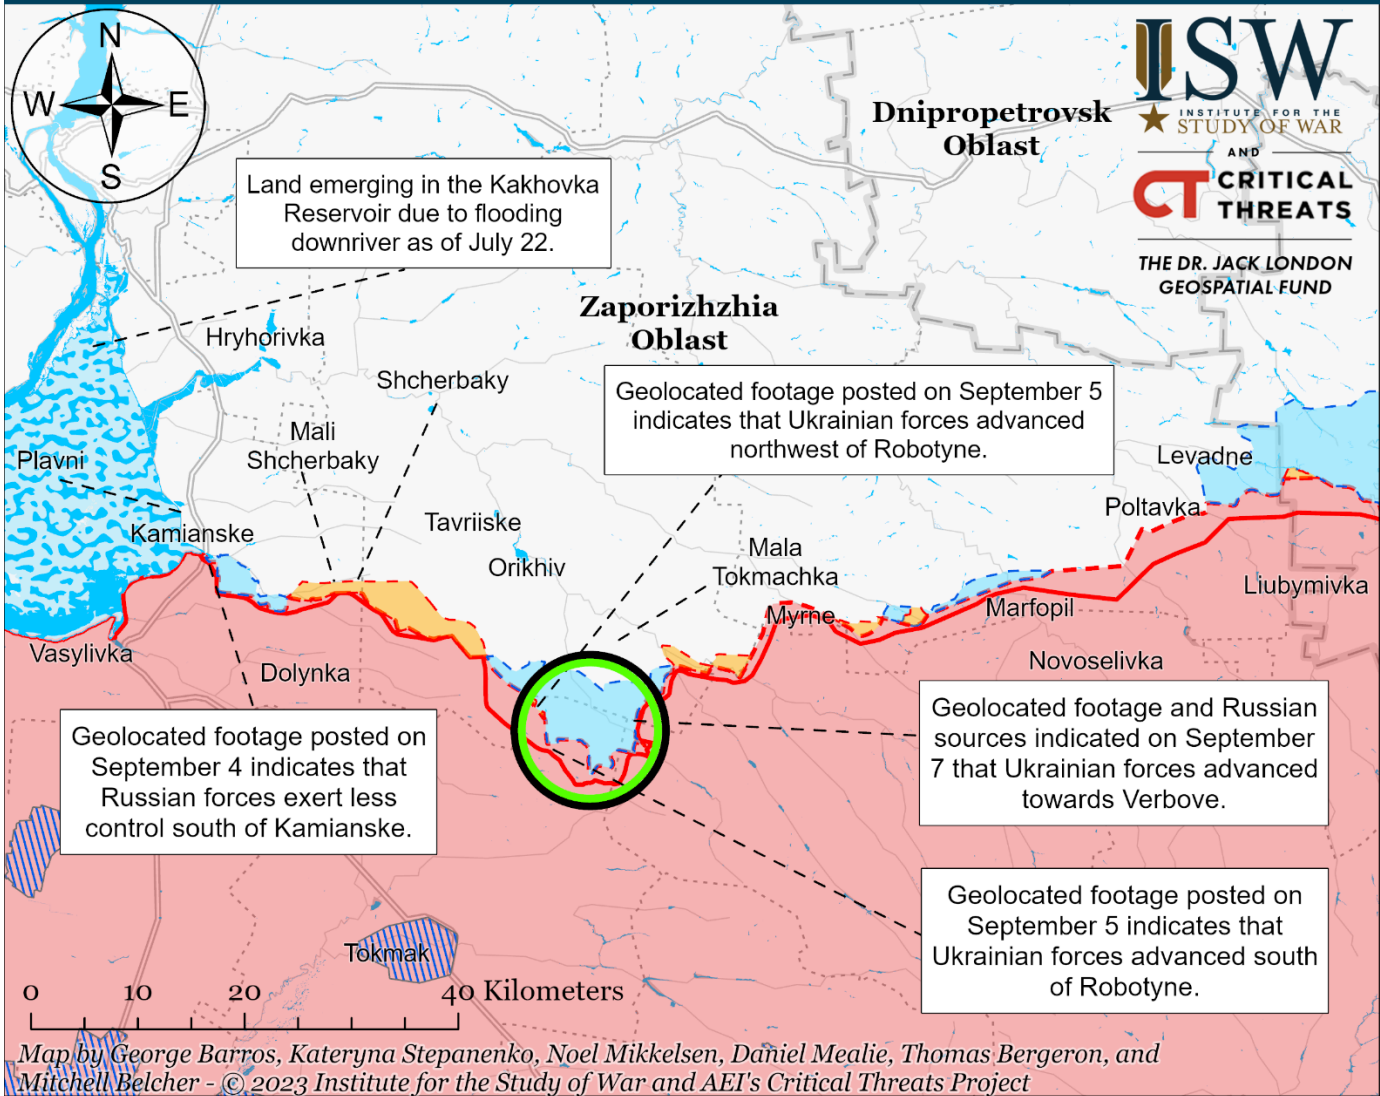 N
W
E
S
ISW
INSTITUTE FOR THE
STUDY OF WAR
AND
CT CRITICAL
THREATS
THE DR. JACK LONDON
GEOSPATIAL FUND
Dnipropetrovsk
Oblast
Land emerging in the Kakhovka
Reservoir due to flooding
downriver as of July 22.
Zaporizhzhia
Oblast
Hryhorivka
Shcherbaky
Geolocated footage posted on September 5
indicates that Ukrainian forces advanced
northwest of Robotyne.
Mali
Shcherbaky
Plavni
Levadne
Poltavka
Kamianske
Tavriiske
Orikhiv
Mala
Tokmachka
Liubymivka
Myrne
Marfopil
Vasylivka
Dolynka
Novoselivka
Geolocated footage posted on
September 4 indicates that
Russian forces exert less
control south of Kamianske.
Geolocated footage and Russian
sources indicated on September
7 that Ukrainian forces advanced
towards Verbove.
Geolocated footage posted on
September 5 indicates that
Ukrainian forces advanced south
of Robotyne.
Tokmak
0 10 20 40 Kilometers
Map by George Barros, Kateryna Stepanenko, Noel Mikkelsen, Daniel Mealie, Thomas Bergeron, and
Mitchell Belcher - © 2023 Institute for the Study of War and AEI's Critical Threats Project